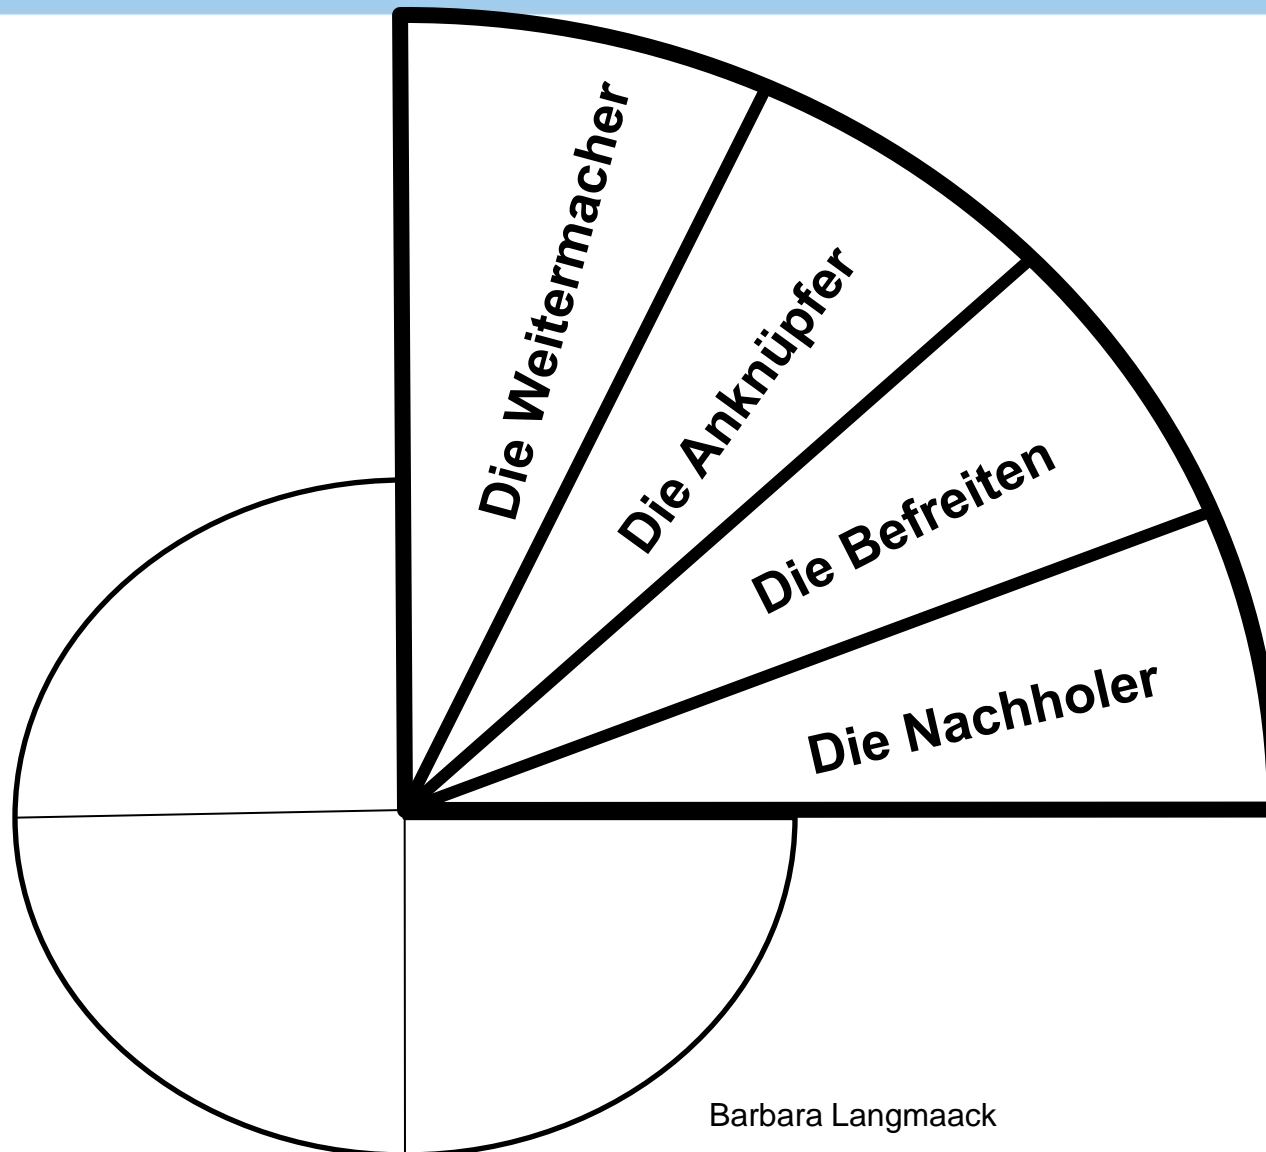 Die Weitermacher
Die Anknüpfer
Die Befreiten
Die Nachholer
Barbara Langmaack